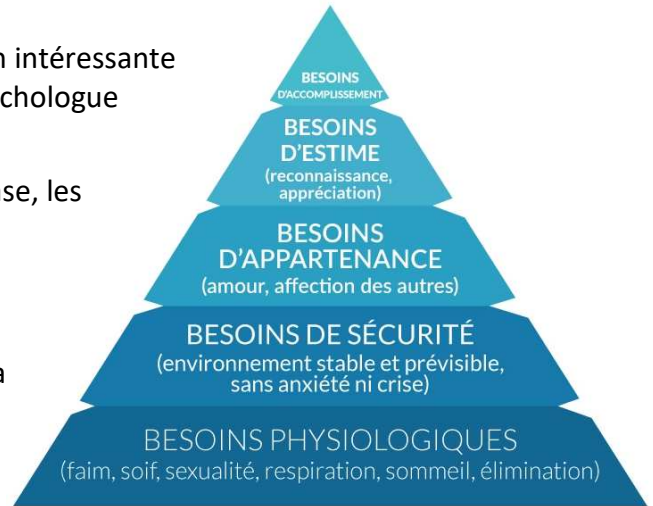 n intéressante
chologue
se, les
a
BESOINS
D'ACCOMPLISSEMENT
BESOINS
D'ESTIME
(reconnaissance,
appréciation)
BESOINS
D'APPARTENANCE
(amour, affection des autres)
BESOINS DE SÉCURITÉ
(environnement stable et prévisible,
sans anxiété ni crise)
BESOINS PHYSIOLOGIQUES
(faim, soif, sexualité, respiration, sommeil, élimination)